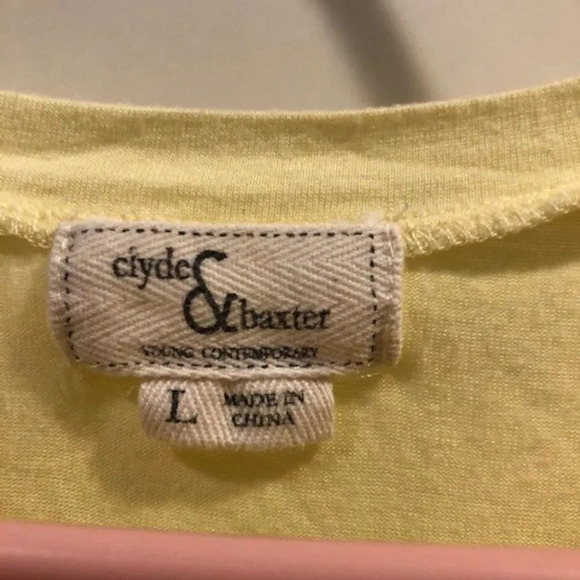 clyde & baxter
YOUNG CONTEMPORARY
L MADE IN
CHINA